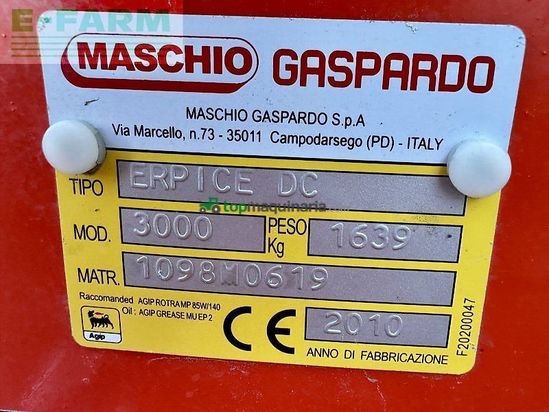 E-FARM
MASCHIO GASPARDO
MASCHIO GASPARDO S.p.A
Via Marcello, n.73 - 35011 Campodarsego (PD) - ITALY
TIPO ERPICE DC
topmaquinaria.com
MOD. 3000 PESO Kg 1639
MATR. 1098M0619
Raccomanded AGIP ROTRA MP 85W/140
Oil : AGIP GREASE MU EP 2
Agip CE 2010
ANNO DI FABBRICAZIONE
F20200047